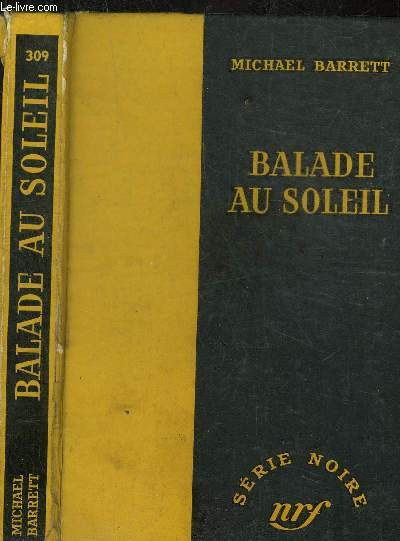 Le-livre.com
309
BALADE AU SOLEIL
MICHAEL
BARRETT
MICHAEL BARRETT
BALADE
AU SOLEIL
SÉRIE NOIRE
nrf